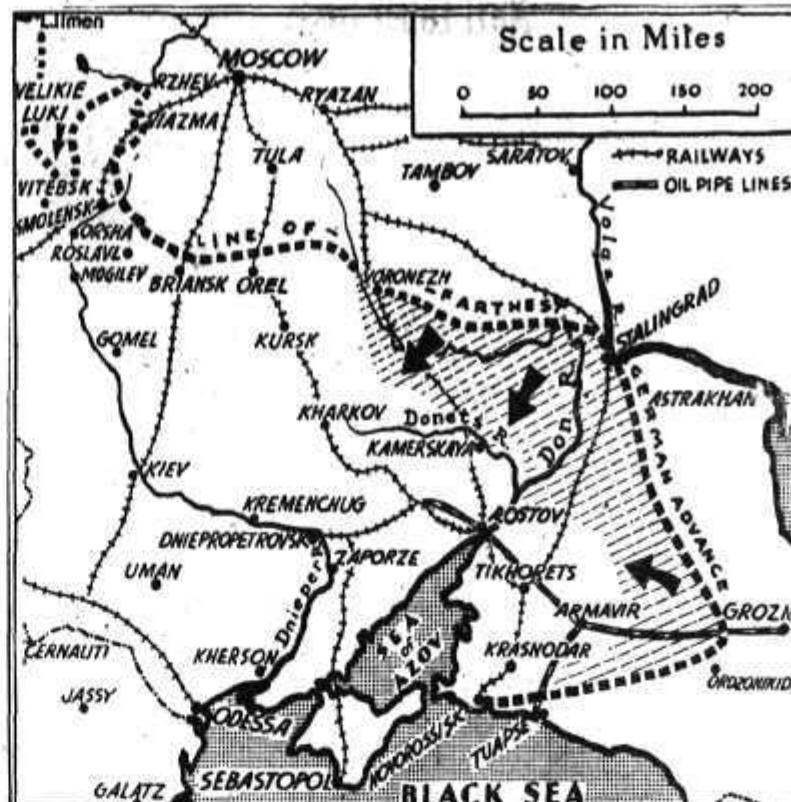 L. Ilmen
MOSCOW
Scale in Miles
0 50 100 200
RZHEV
RYAZAN
VELIKIE
LUKI
VIAZMA
TULA
TAMBOV
SARATOV
RAILWAYS
OIL PIPE LINES
VITEBSK
SMOLENSK
ORSHA
ROSLAVL
MOGILEV
BRIANSK
OREL
LINE OF
FARTHEST
GERMAN ADVANCE
VORONEZH
Volga R.
STALINGRAD
GOMEL
KURSK
ASTRAKHAN
KHARKOV
Donets R.
Don R.
KAMERSKAYA
KIEV
KREMENCHUG
ROSTOV
DNIEPROPETROVSK
ZAPORZE
UMAN
Dnieper
TIKHORETS
SEA
OF
AZOV
ARMAVIR
CERNAUTI
KHERSON
KRASNODAR
JASSY
ODESSA
NOVOROSSISK
TUAPSE
GALATZ
SEBASTOPOL
BLACK SEA